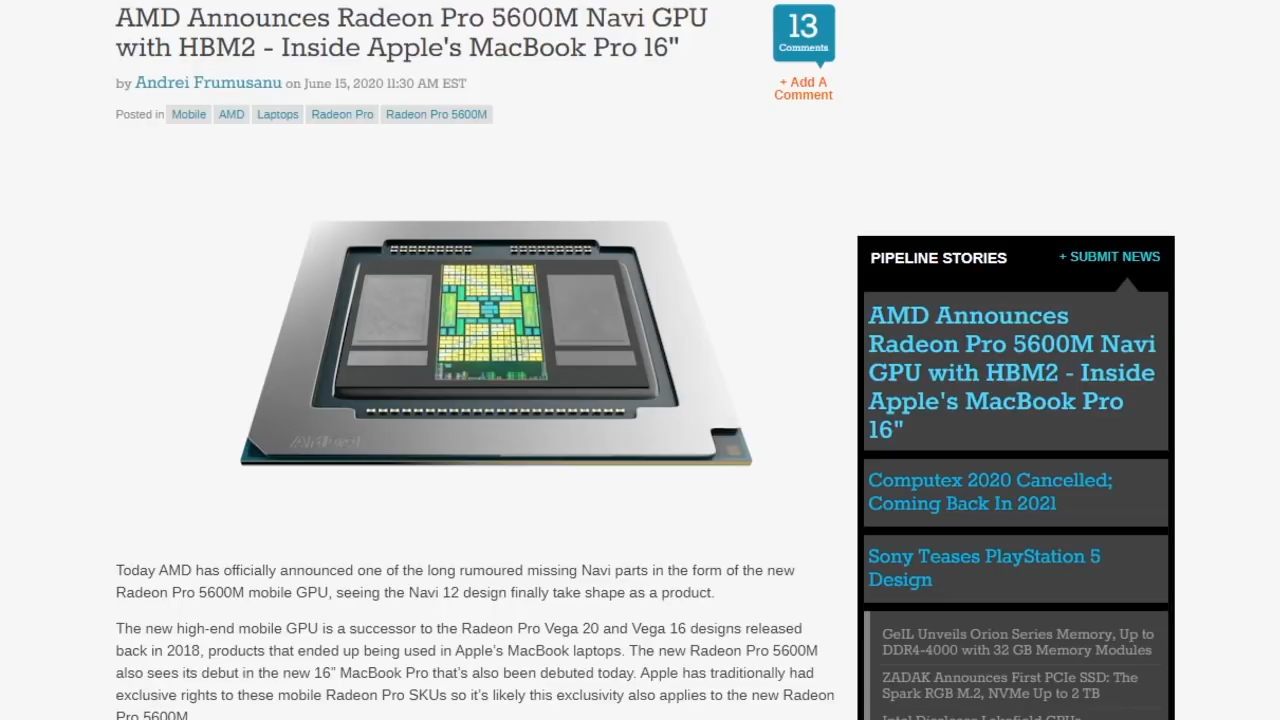 AMD Announces Radeon Pro 5600M Navi GPU
with HBM2 - Inside Apple's MacBook Pro 16"
13
Comments
+ Add A
Comment
by Andrei Frumusanu on June 15, 2020 11:30 AM EST
Posted in Mobile AMD Laptops Radeon Pro Radeon Pro 5600M
Today AMD has officially announced one of the long rumoured missing Navi parts in the form of the new
Radeon Pro 5600M mobile GPU, seeing the Navi 12 design finally take shape as a product.
The new high-end mobile GPU is a successor to the Radeon Pro Vega 20 and Vega 16 designs released
back in 2018, products that ended up being used in Apple’s MacBook laptops. The new Radeon Pro 5600M
also sees its debut in the new 16” MacBook Pro that’s also been debuted today. Apple has traditionally had
exclusive rights to these mobile Radeon Pro SKUs so it’s likely this exclusivity also applies to the new Radeon
Pro 5600M.
PIPELINE STORIES
+ SUBMIT NEWS
AMD Announces
Radeon Pro 5600M Navi
GPU with HBM2 - Inside
Apple's MacBook Pro
16"
Computex 2020 Cancelled;
Coming Back In 2021
Sony Teases PlayStation 5
Design
GeIL Unveils Orion Series Memory, Up to
DDR4-4000 with 32 GB Memory Modules
ZADAK Announces First PCIe SSD: The
Spark RGB M.2, NVMe Up to 2 TB